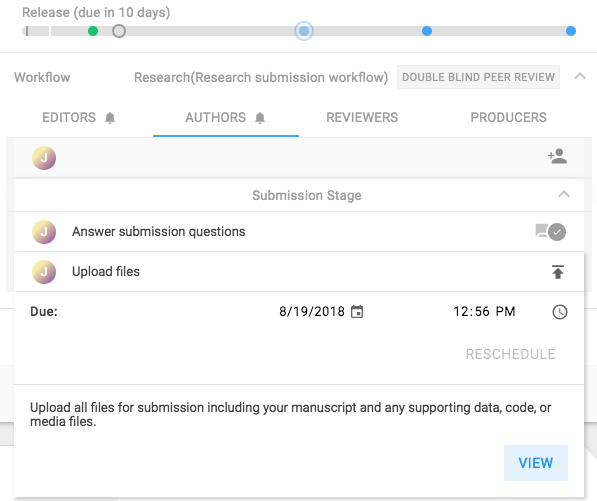 Release (due in 10 days)
Workflow Research(Research submission workflow) DOUBLE BLIND PEER REVIEW
EDITORS AUTHORS REVIEWERS PRODUCERS
J
Submission Stage
J Answer submission questions
J Upload files
Due: 8/19/2018 12:56 PM
RESCHEDULE
Upload all files for submission including your manuscript and any supporting data, code, or
media files.
VIEW